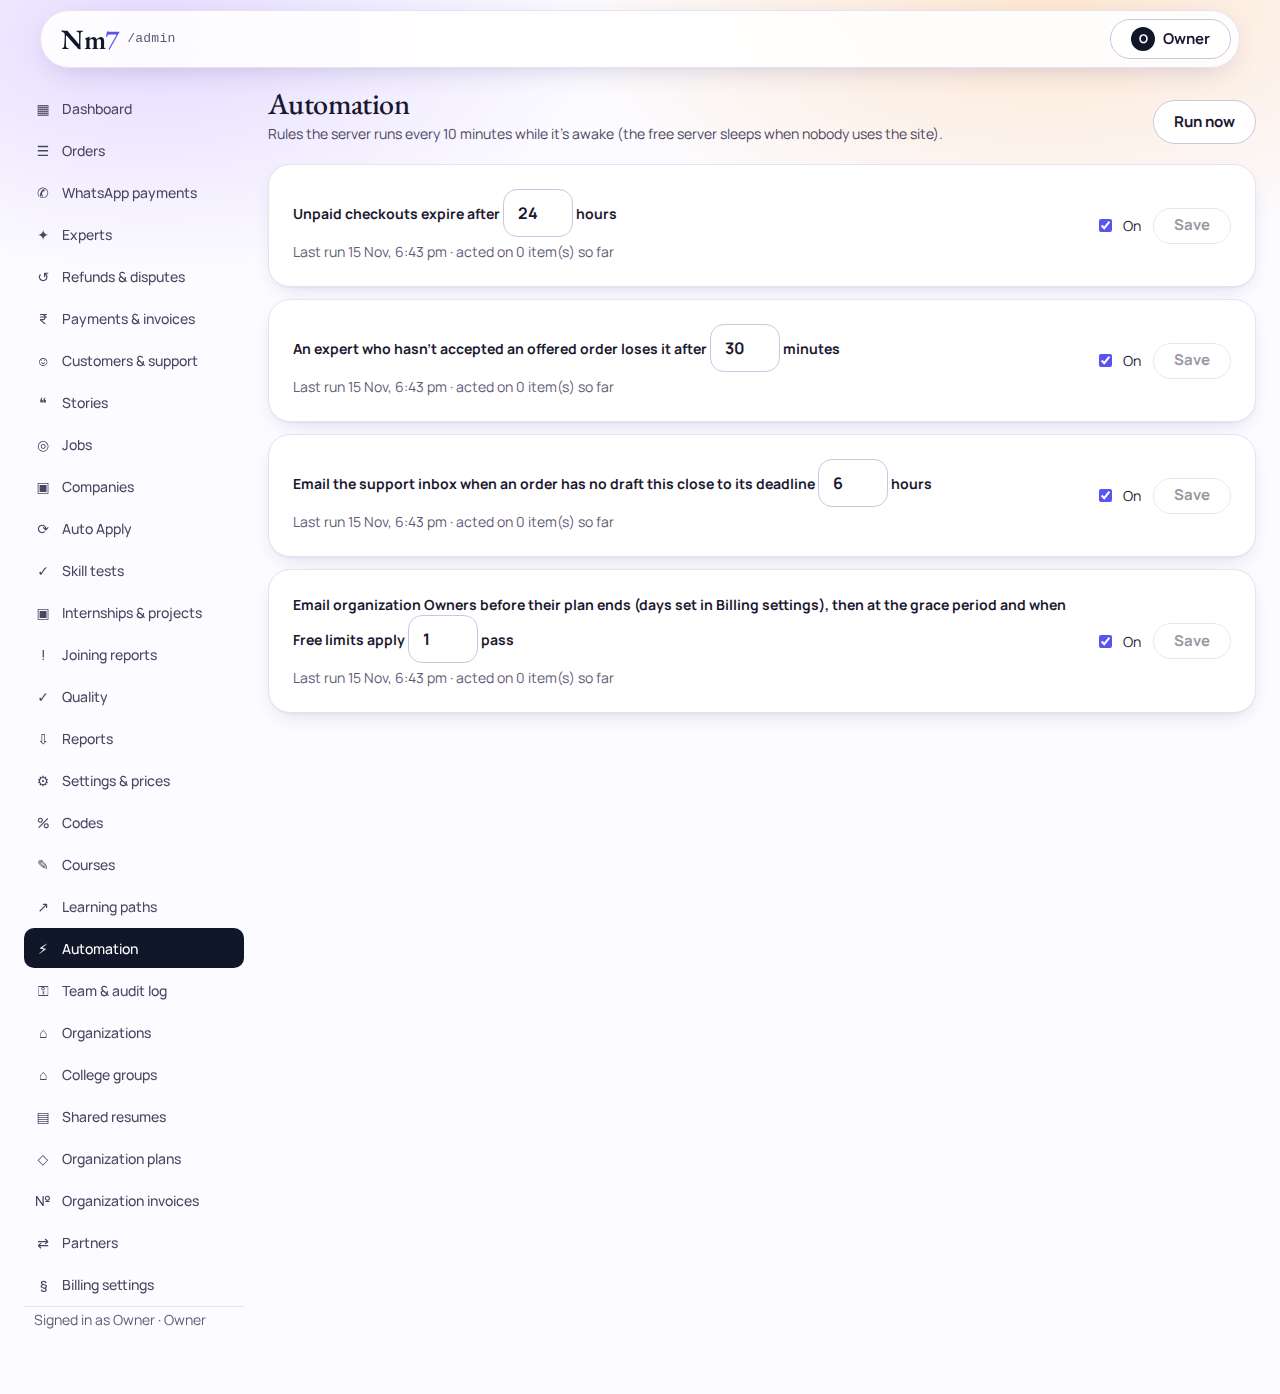 Nm7 /admin
O Owner
▦ Dashboard
☰ Orders
✆ WhatsApp payments
✦ Experts
↺ Refunds & disputes
₹ Payments & invoices
☺ Customers & support
❝ Stories
◎ Jobs
▣ Companies
⟳ Auto Apply
✓ Skill tests
▣ Internships & projects
! Joining reports
✓ Quality
⇩ Reports
⚙ Settings & prices
% Codes
✎ Courses
↗ Learning paths
⚡ Automation
⚿ Team & audit log
⌂ Organizations
⌂ College groups
▤ Shared resumes
◇ Organization plans
№ Organization invoices
⇄ Partners
§ Billing settings
Signed in as Owner · Owner
Automation
Rules the server runs every 10 minutes while it's awake (the free server sleeps when nobody uses the site).
Run now
Unpaid checkouts expire after 24 hours
Last run 15 Nov, 6:43 pm · acted on 0 item(s) so far
On Save
An expert who hasn't accepted an offered order loses it after 30 minutes
Last run 15 Nov, 6:43 pm · acted on 0 item(s) so far
On Save
Email the support inbox when an order has no draft this close to its deadline 6 hours
Last run 15 Nov, 6:43 pm · acted on 0 item(s) so far
On Save
Email organization Owners before their plan ends (days set in Billing settings), then at the grace period and when
Free limits apply 1 pass
Last run 15 Nov, 6:43 pm · acted on 0 item(s) so far
On Save